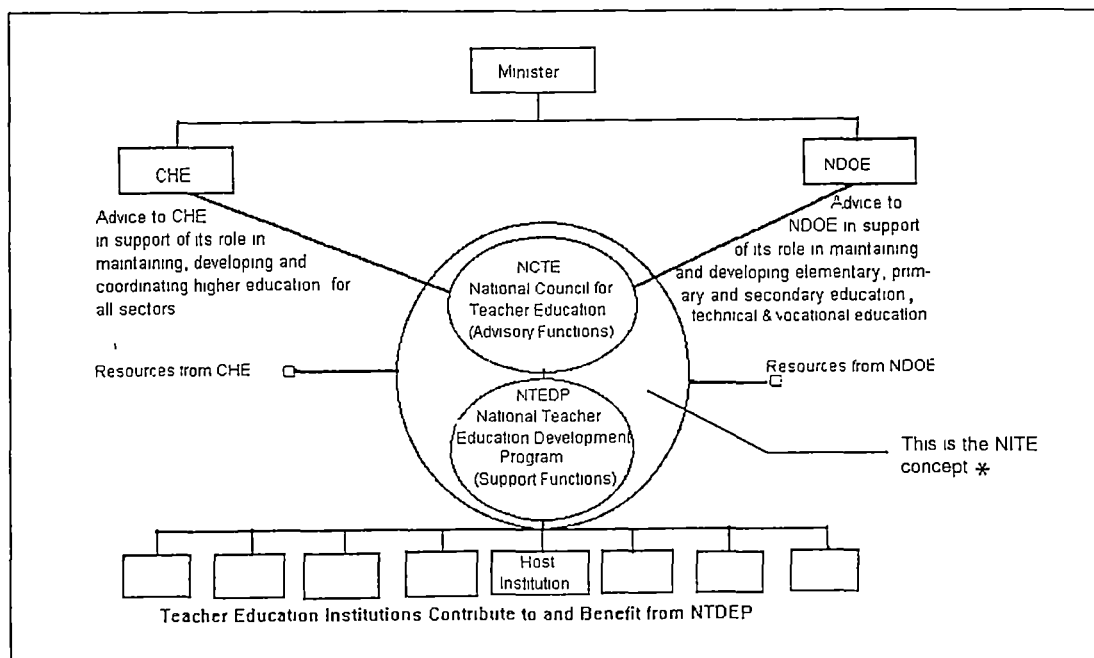 Minister
CHE
NDOE
Advice to CHE
in support of its role in
maintaining, developing and
coordinating higher education for
all sectors
Advice to
NDOE in support
of its role in maintaining
and developing elementary, prim-
ary and secondary education,
technical & vocational education
NCTE
National Council for
Teacher Education
(Advisory Functions)
Resources from CHE
Resources from NDOE
NTEDP
National Teacher
Education Development
Program
(Support Functions)
This is the NITE
concept *
Host
Institution
Teacher Education Institutions Contribute to and Benefit from NTDEP